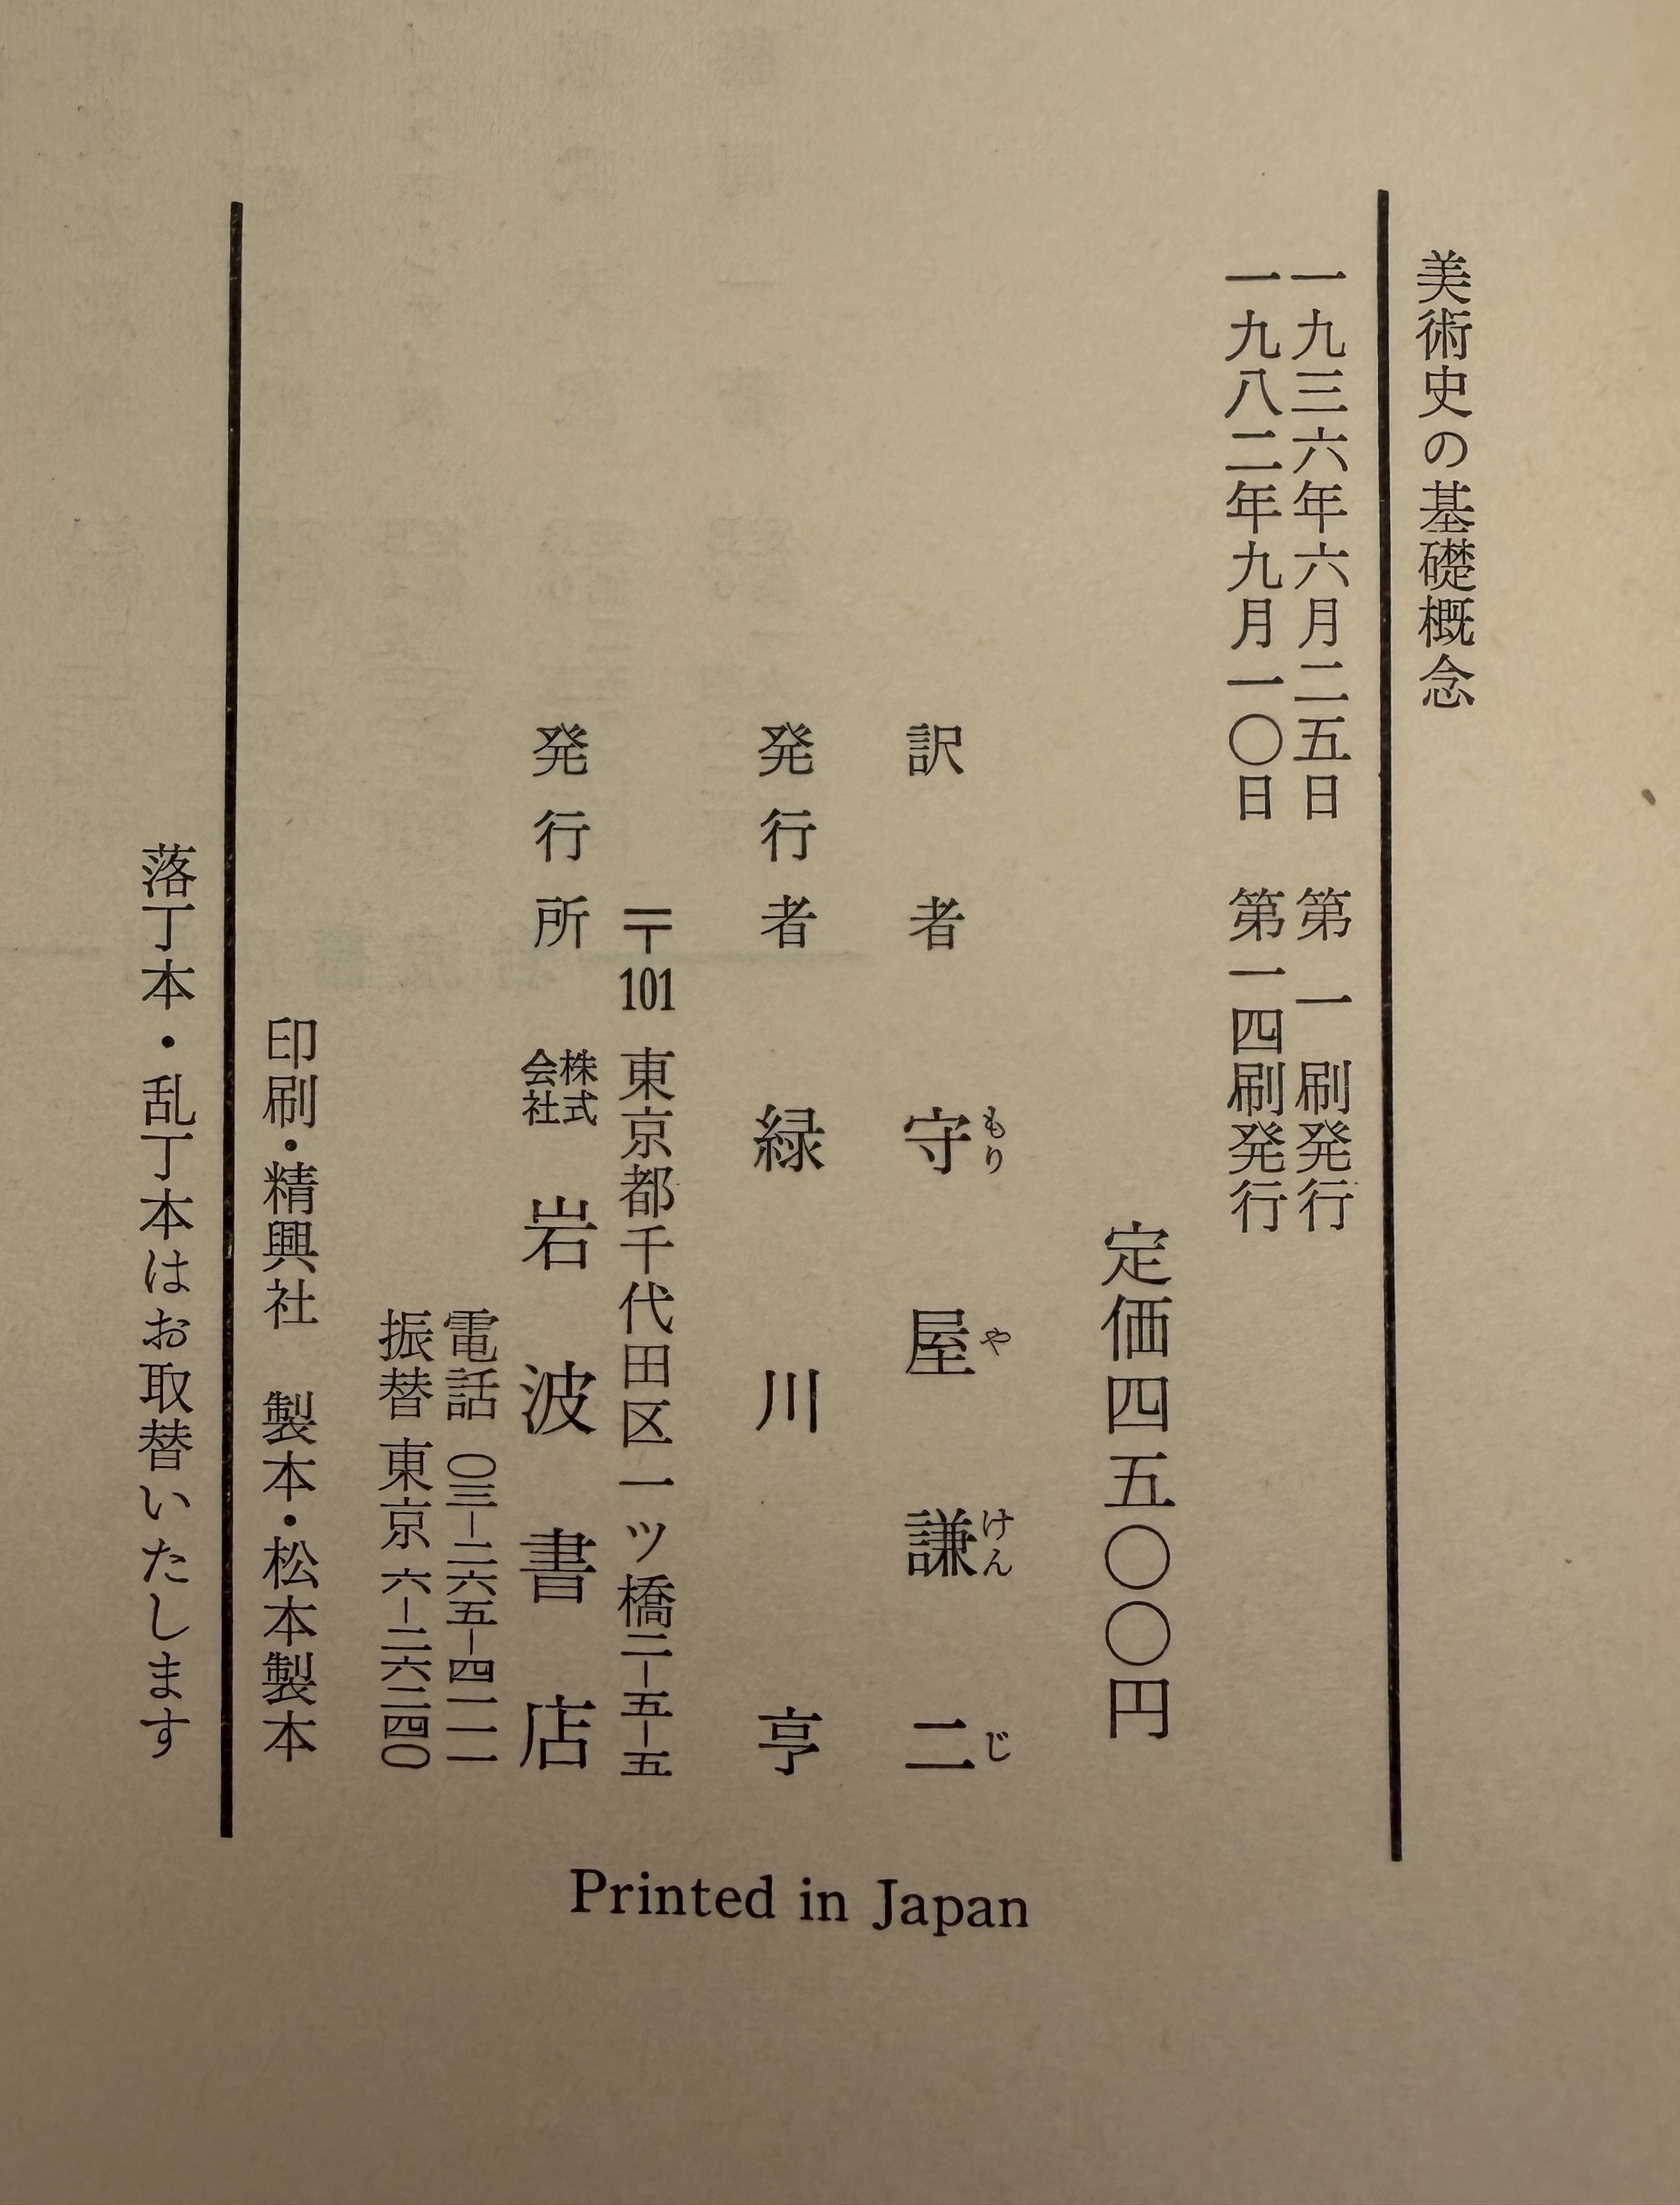 美術史の基礎概念
一九三六年六月二五日　第一刷発行
一九八二年九月一〇日　第一四刷発行
定価四五〇〇円
訳者　守屋謙二
もりやけんじ
発行者　緑川亨
〒101　東京都千代田区一ツ橋二-五-五
発行所　株式会社　岩波書店
電話　〇三-二六五-四一一一
振替　東京　六-二六二四〇
印刷・精興社　製本・松本製本
落丁本・乱丁本はお取替いたします
Printed in Japan